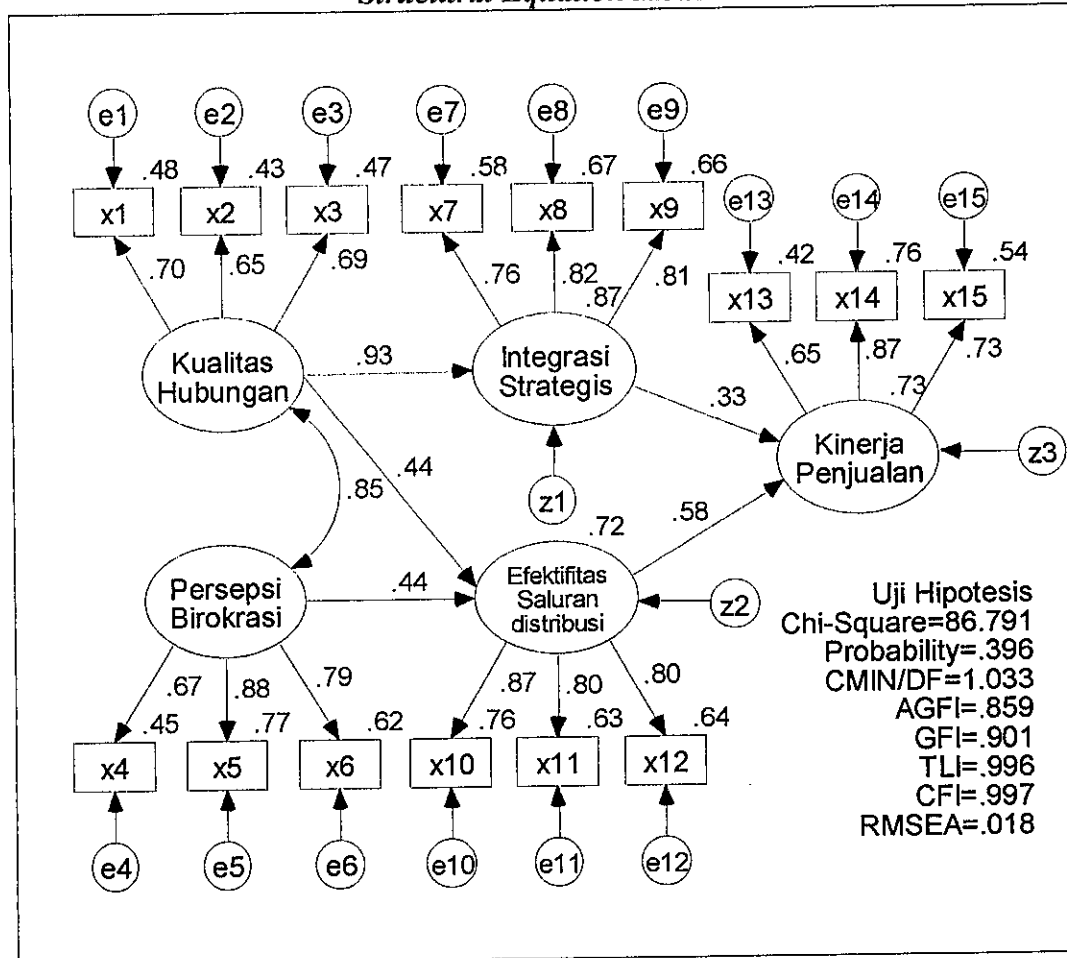 e1 e2 e3 e7 e8 e9
.48 .43 .47 .58 .67 .66
x1 x2 x3 x7 x8 x9
e13 e14 e15
.42 .76 .54
x13 x14 x15
.70 .65 .69 .76 .82 .87 .81
.65 .87 .73 .73
Kualitas
Hubungan
.93
Integrasi
Strategis
.33
Kinerja
Penjualan
z3
.44
.85
z1
.72
.58
Persepsi
Birokrasi
.44
Efektifitas
Saluran
distribusi
z2
.67 .88 .79 .87 .80 .80
.45 .77 .62 .76 .63 .64
x4 x5 x6 x10 x11 x12
e4 e5 e6 e10 e11 e12
Uji Hipotesis
Chi-Square=86.791
Probability=.396
CMIN/DF=1.033
AGFI=.859
GFI=.901
TLI=.996
CFI=.997
RMSEA=.018